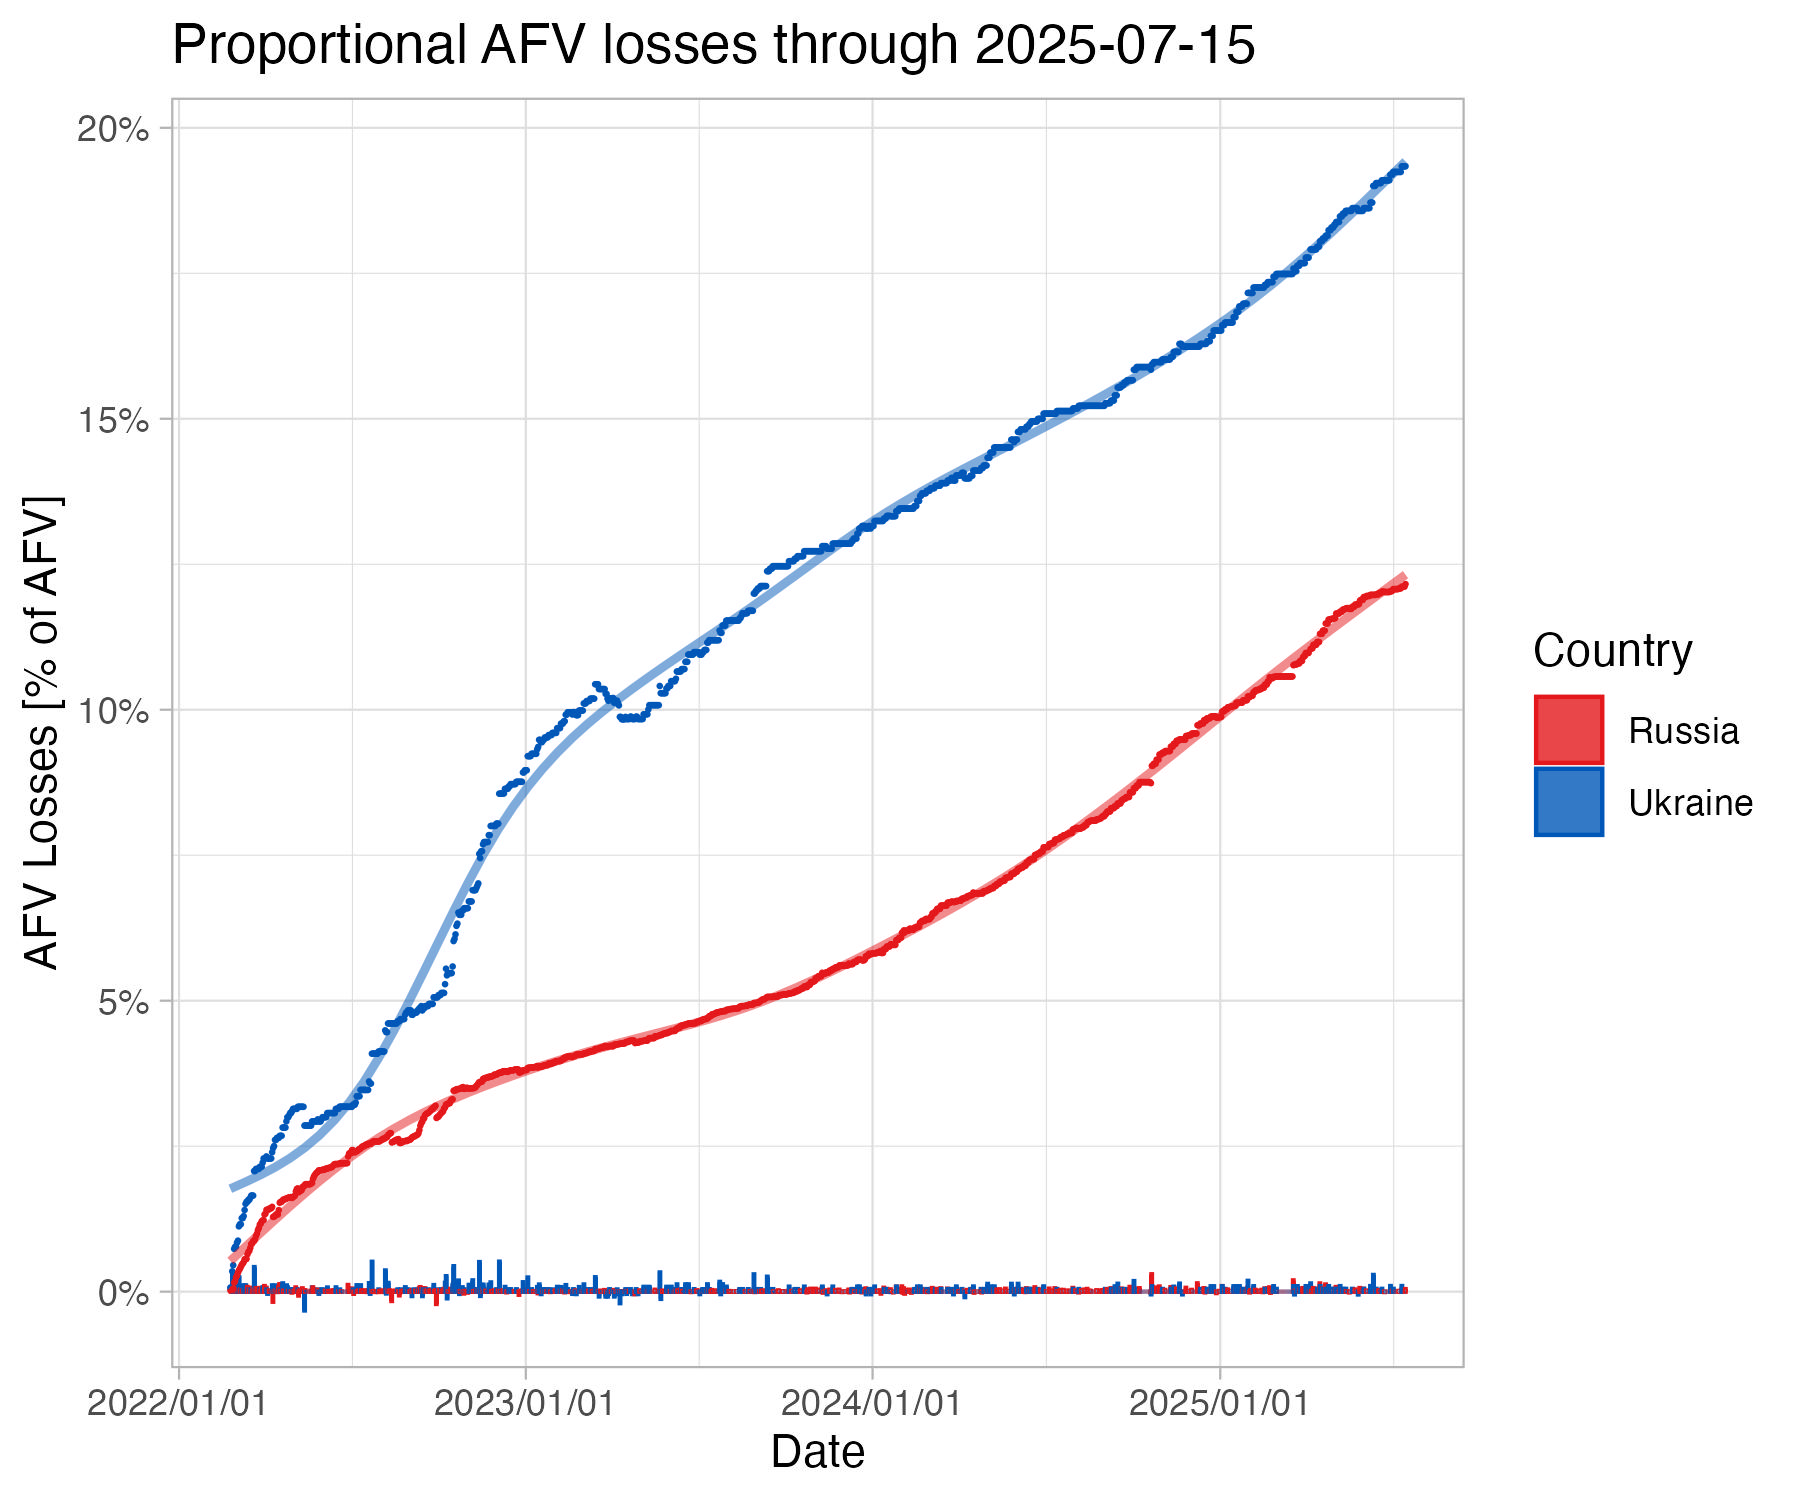 Proportional AFV losses through 2025-07-15
AFV Losses [% of AFV]
20%
15%
10%
5%
0%
2022/01/01
2023/01/01
2024/01/01
2025/01/01
Date
Country
Russia
Ukraine